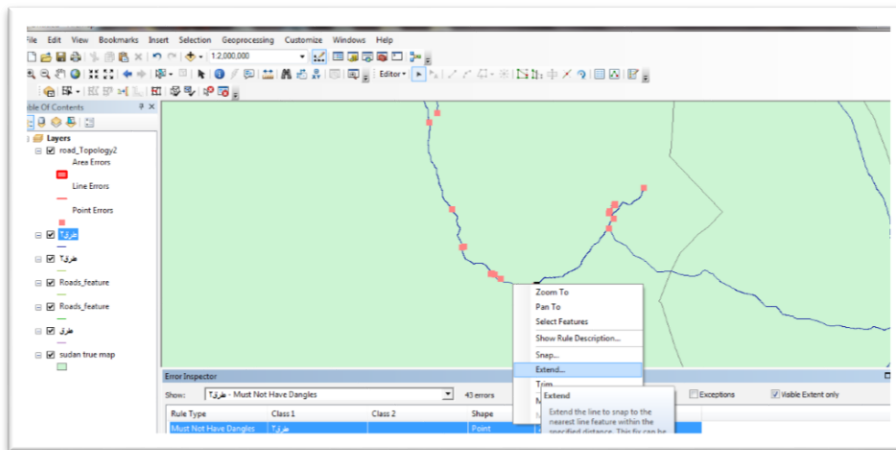 File Edit View Bookmarks Insert Selection Geoprocessing Customize Windows Help
1:2,000,000
Editor
Table Of Contents
Layers
road_Topology2
Area Errors
Line Errors
Point Errors
طرق٢
طرق٢
Roads_feature
Roads_feature
طرق
sudan true map
Zoom To
Pan To
Select Features
Show Rule Description...
Snap...
Extend...
Trim
Extend
Extend the line to snap to the
nearest line feature within the
specified distance. This fix can be
Error Inspector
Show: طرق٢ - Must Not Have Dangles 43 errors Exceptions Visible Extent only
Rule Type Class 1 Class 2 Shape
Must Not Have Dangles طرق٢ Point